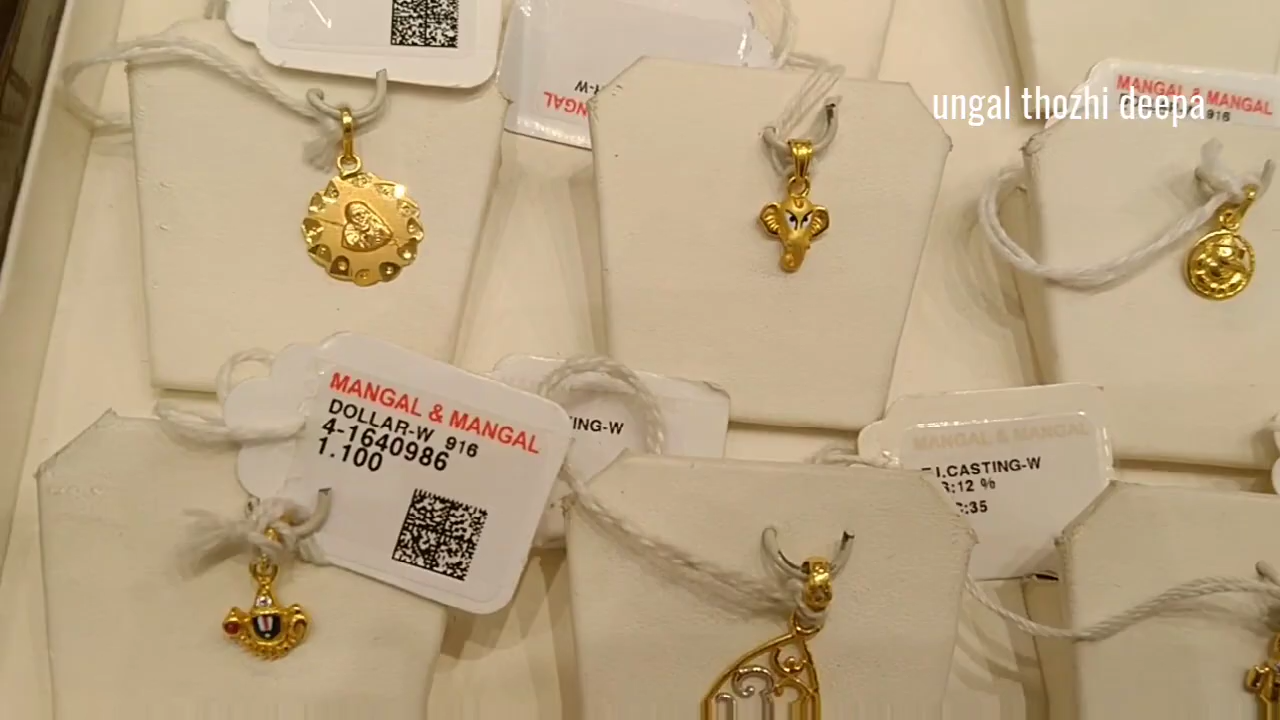 ungal thozhi deepa
MANGAL & MANGAL
916
MANGAL & MANGAL
DOLLAR-W 916
4-1640986
1.100
ING-W
MANGAL & MANGAL
I.CASTING-W
:12 %
:35